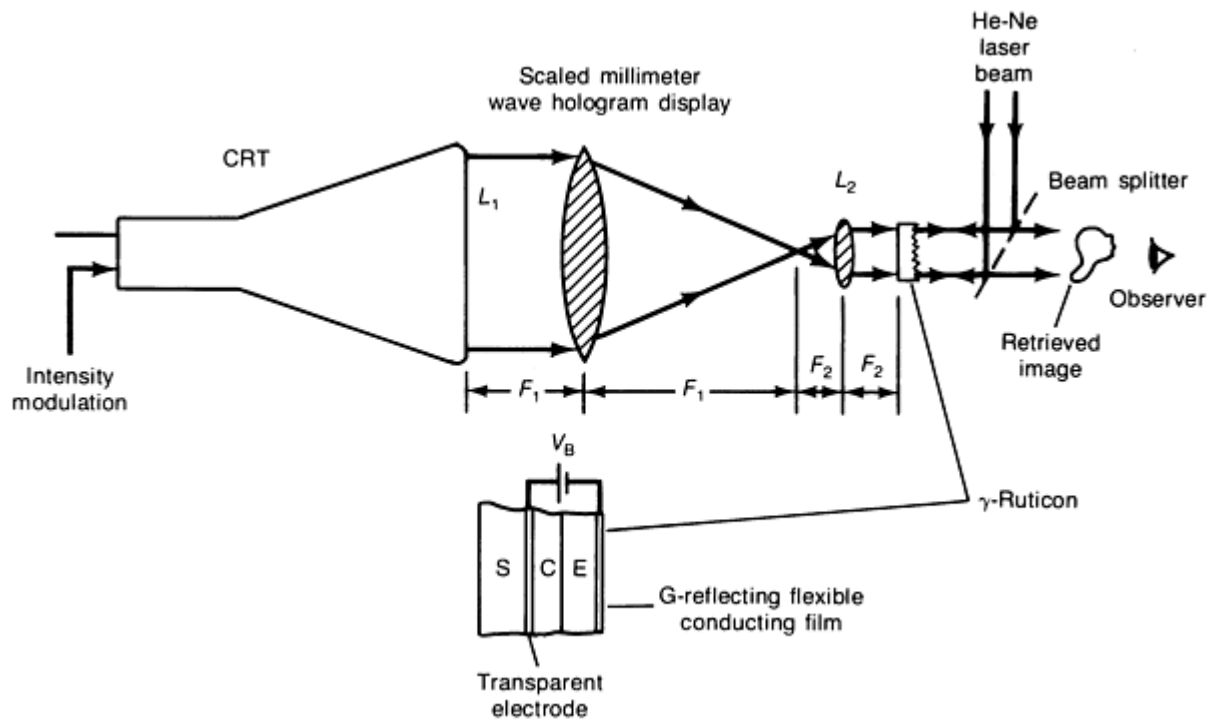 He-Ne
laser
beam
Scaled millimeter
wave hologram display
CRT
L₁
L₂
Beam splitter
Observer
Retrieved
image
Intensity
modulation
F₁
F₁
F₂
F₂
V_B
γ-Ruticon
S
C
E
G-reflecting flexible
conducting film
Transparent
electrode